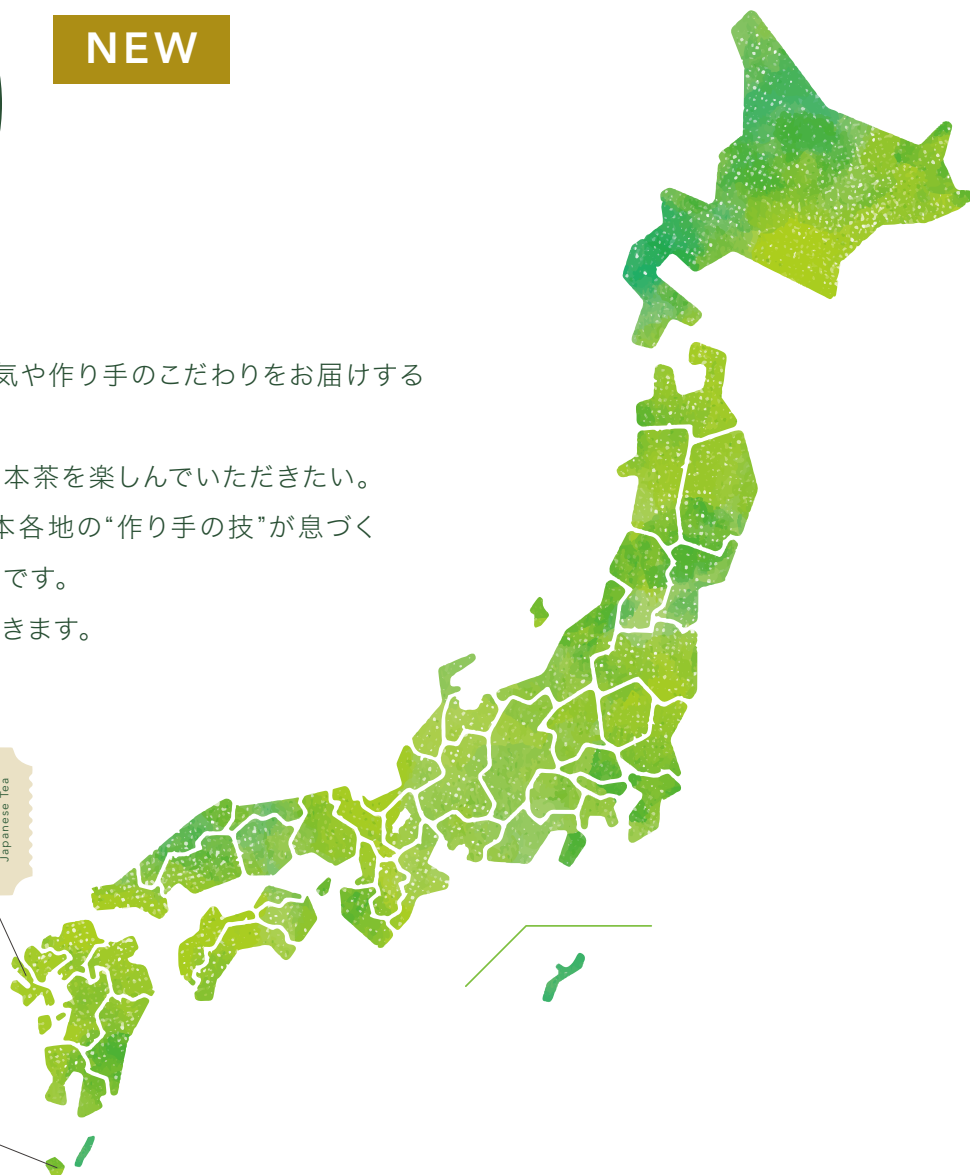 NEW
気や作り手のこだわりをお届けする
本茶を楽しんでいただきたい。
本各地の“作り手の技”が息づく
です。
きます。
Japanese Tea